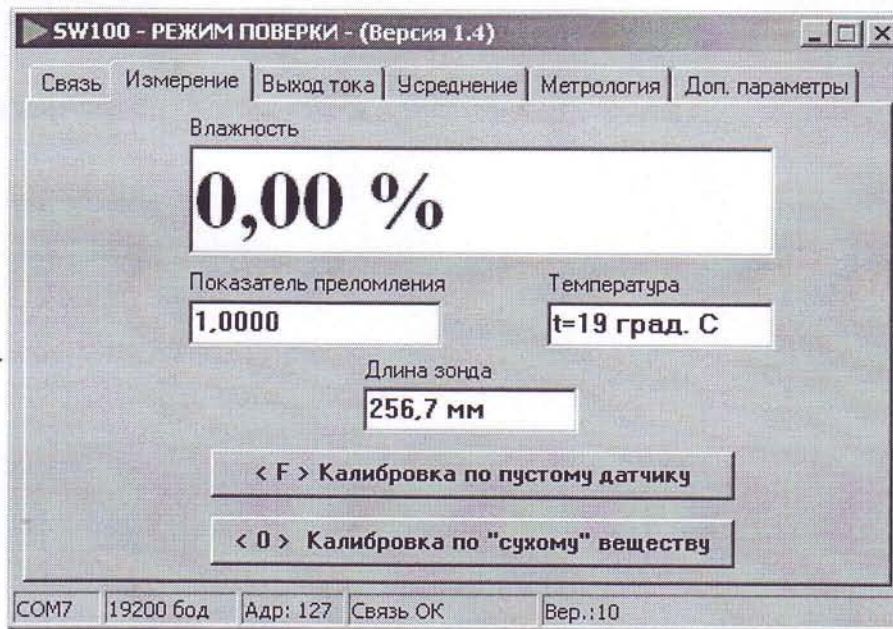 SW100 - РЕЖИМ ПОВЕРКИ - (Версия 1.4)
Связь Измерение Выход тока Усреднение Метрология Доп. параметры
Влажность
0,00 %
Показатель преломления Температура
1,0000 t=19 град. С
Длина зонда
256,7 мм
< F > Калибровка по пустому датчику
< 0 > Калибровка по "сухому" веществу
COM7 19200 бод Адр: 127 Связь ОК Вер.:10